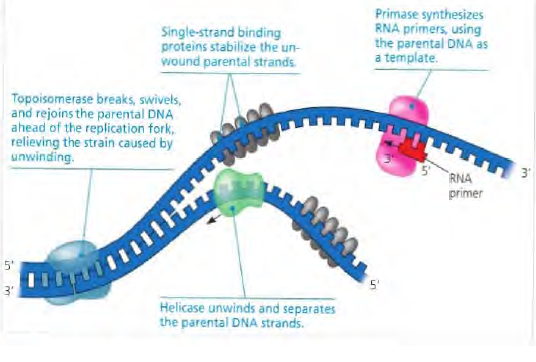 Single-strand binding
proteins stabilize the un-
wound parental strands.
Primase synthesizes
RNA primers, using
the parental DNA as
a template.
Topoisomerase breaks, swivels,
and rejoins the parental DNA
ahead of the replication fork,
relieving the strain caused by
unwinding.
3'
5'
RNA
primer
3'
5'
3'
5'
Helicase unwinds and separates
the parental DNA strands.